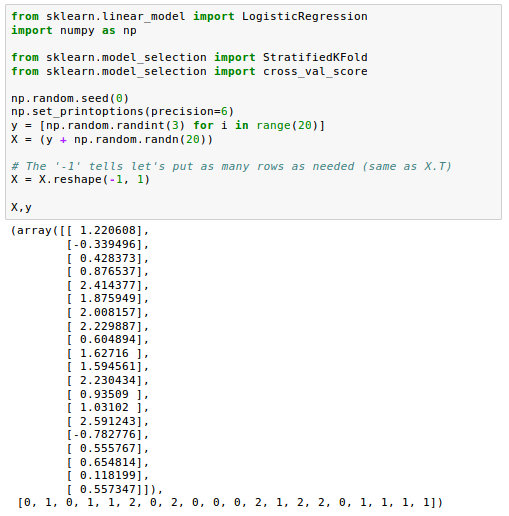 from sklearn.linear_model import LogisticRegression
import numpy as np

from sklearn.model_selection import StratifiedKFold
from sklearn.model_selection import cross_val_score

np.random.seed(0)
np.set_printoptions(precision=6)
y = [np.random.randint(3) for i in range(20)]
X = (y + np.random.randn(20))

# The '-1' tells let's put as many rows as needed (same as X.T)
X = X.reshape(-1, 1)

X,y
(array([[ 1.220608],
        [-0.339496],
        [ 0.428373],
        [ 0.876537],
        [ 2.414377],
        [ 1.875949],
        [ 2.008157],
        [ 2.229887],
        [ 0.604894],
        [ 1.62716 ],
        [ 1.594561],
        [ 2.230434],
        [ 0.93509 ],
        [ 1.03102 ],
        [ 2.591243],
        [-0.782776],
        [ 0.555767],
        [ 0.654814],
        [ 0.118199],
        [ 0.557347]]),
 [0, 1, 0, 1, 1, 2, 0, 2, 0, 0, 0, 2, 1, 2, 2, 0, 1, 1, 1, 1])